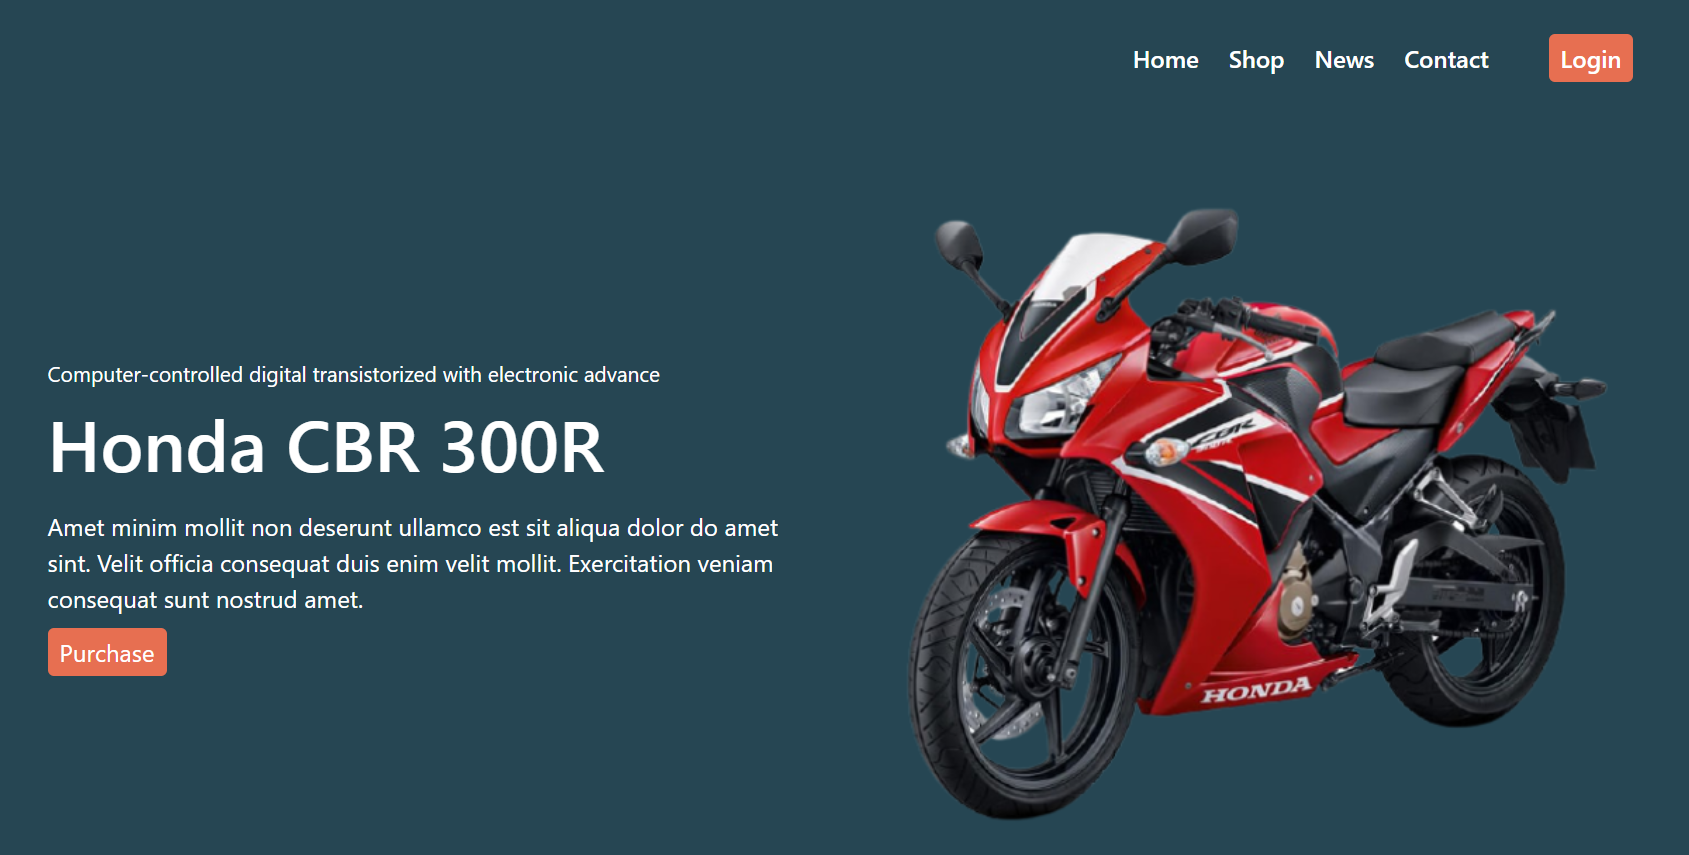 Home Shop News Contact Login
Computer-controlled digital transistorized with electronic advance
Honda CBR 300R
Amet minim mollit non deserunt ullamco est sit aliqua dolor do amet
sint. Velit officia consequat duis enim velit mollit. Exercitation veniam
consequat sunt nostrud amet.
Purchase
CBR
HONDA